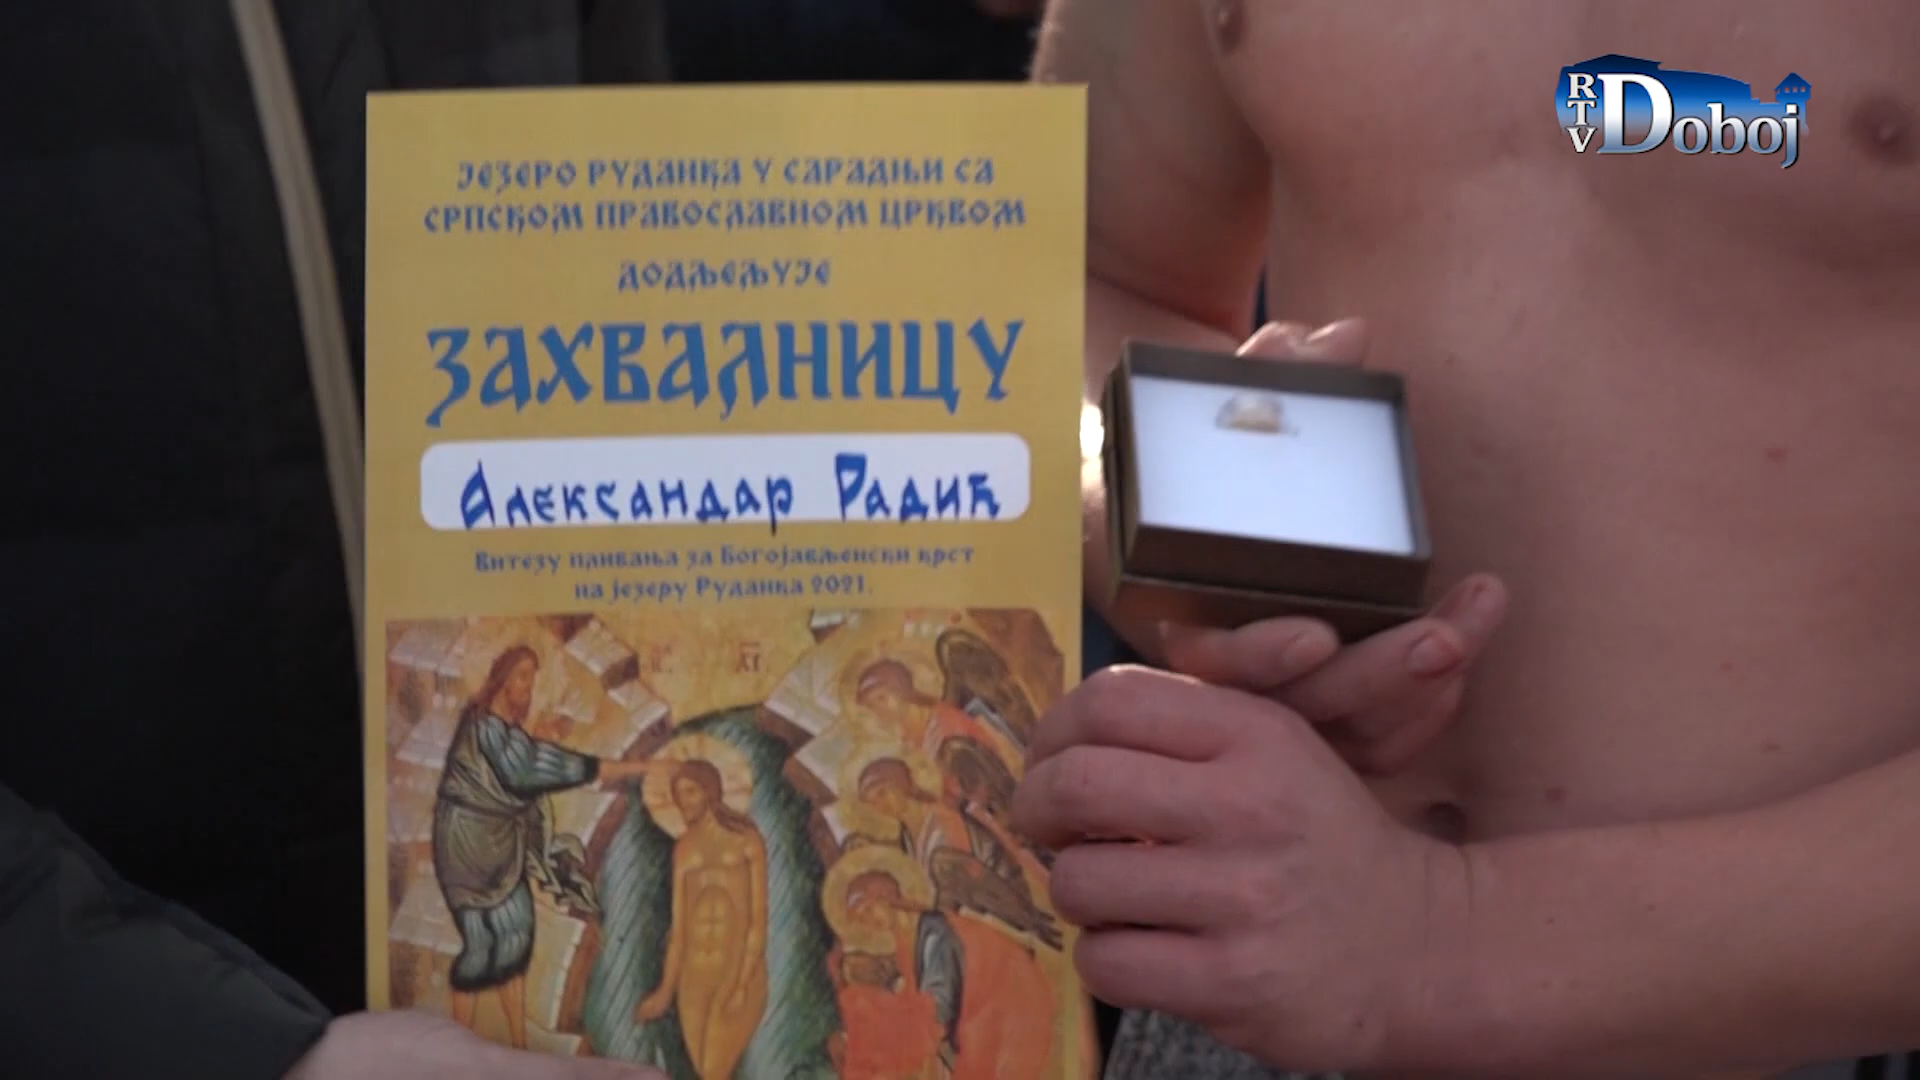 RTV Doboj
ЈЕЗЕРО РУДАНКА У САРАДЊИ СА
СРПСКОМ ПРАВОСЛАВНОМ ЦРКВОМ
ДОДЉЕЉУЈЕ
ЗАХВАЛНИЦУ
Александар Радић
Витезу пливања за Богојављенски крст
на језеру Руданка 2021.